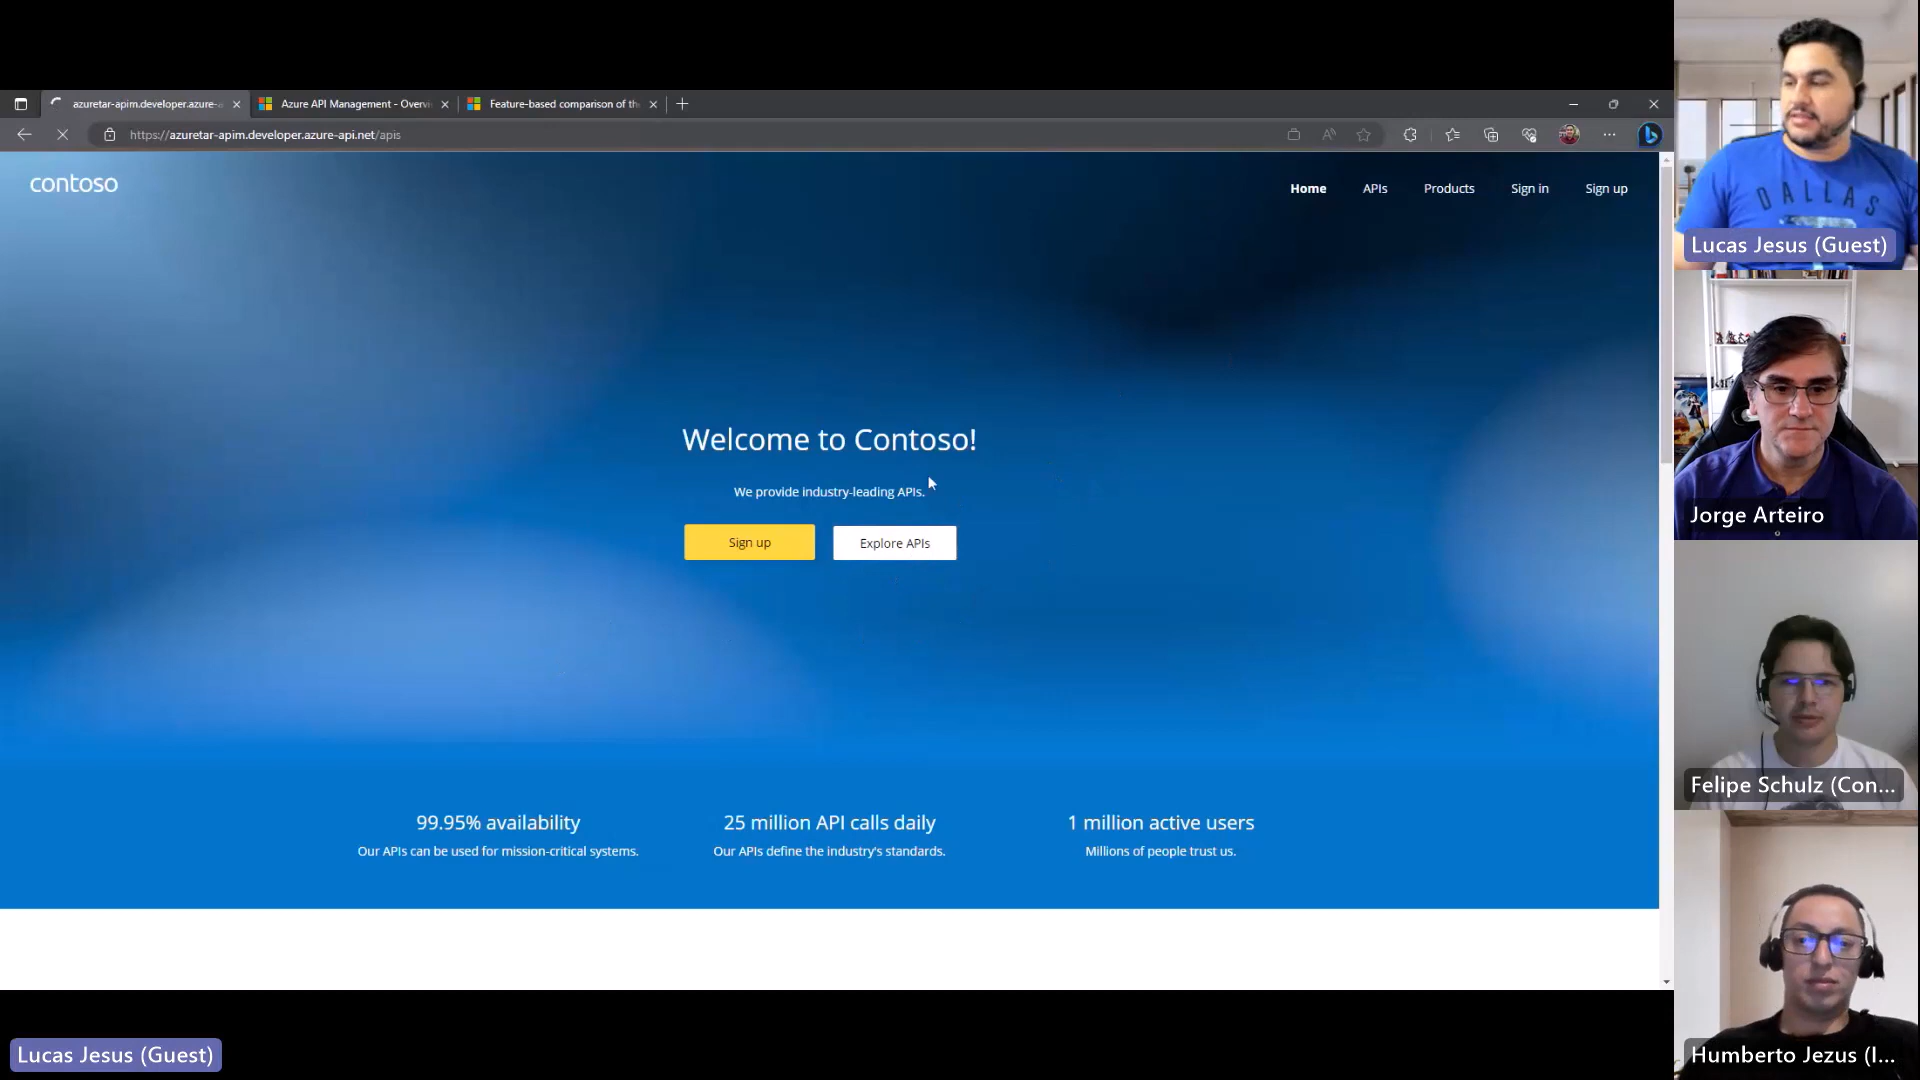 azuretar-apim.developer.azure-a
Azure API Management - Overvi
Feature-based comparison of th
https://azuretar-apim.developer.azure-api.net/apis
contoso
Home
APIs
Products
Sign in
Sign up
Welcome to Contoso!
We provide industry-leading APIs.
Sign up
Explore APIs
99.95% availability
Our APIs can be used for mission-critical systems.
25 million API calls daily
Our APIs define the industry's standards.
1 million active users
Millions of people trust us.
DALLAS
Lucas Jesus (Guest)
Jorge Arteiro
Felipe Schulz (Con...
Humberto Jezus (I...
Lucas Jesus (Guest)